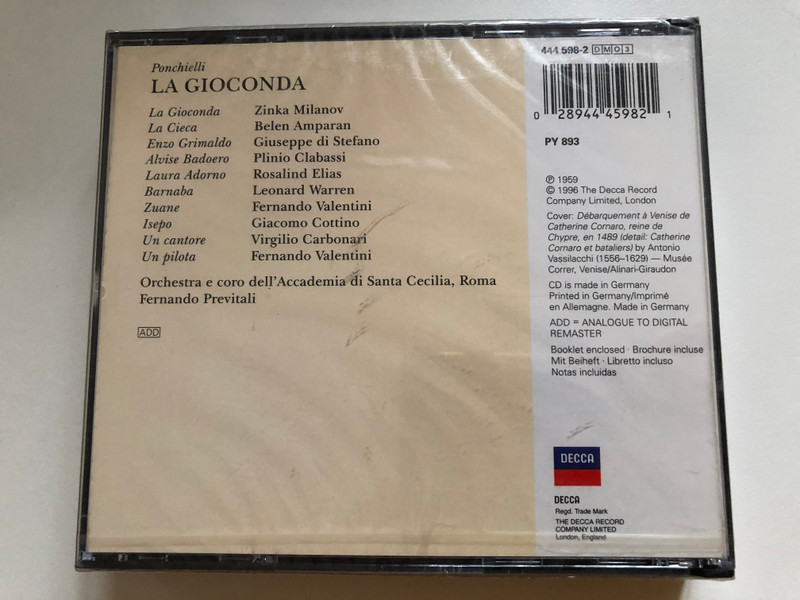 Ponchielli
LA GIOCONDA
La Gioconda Zinka Milanov
La Cieca Belen Amparan
Enzo Grimaldo Giuseppe di Stefano
Alvise Badoero Plinio Clabassi
Laura Adorno Rosalind Elias
Barnaba Leonard Warren
Zuane Fernando Valentini
Isepo Giacomo Cottino
Un cantore Virgilio Carbonari
Un pilota Fernando Valentini
Orchestra e coro dell'Accademia di Santa Cecilia, Roma
Fernando Previtali
ADD
444 598-2 DMO3
0 28944 45982 1
PY 893
℗ 1959
© 1996 The Decca Record
Company Limited, London
Cover: Débarquement à Venise de
Catherine Cornaro, reine de
Chypre, en 1489 (detail: Catherine
Cornaro et bataliers) by Antonio
Vassilacchi (1556–1629) — Musée
Correr, Venise/Alinari-Giraudon
CD is made in Germany
Printed in Germany/Imprimé
en Allemagne. Made in Germany
ADD = ANALOGUE TO DIGITAL
REMASTER
Booklet enclosed · Brochure incluse
Mit Beiheft · Libretto incluso
Notas incluidas
DECCA
DECCA
Regd. Trade Mark
THE DECCA RECORD
COMPANY LIMITED
London, England